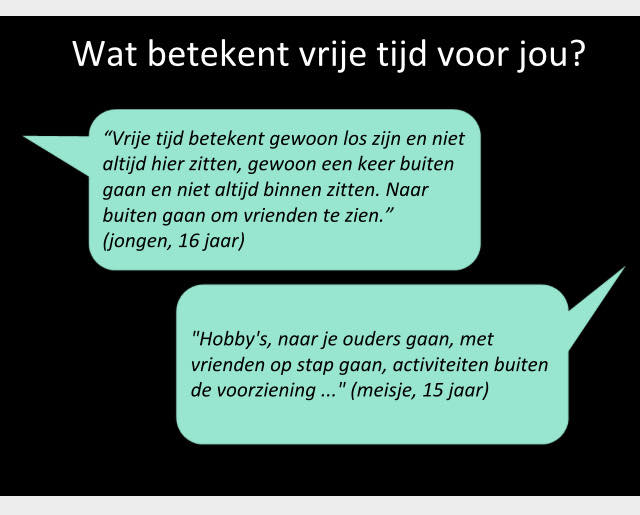 Wat betekent vrije tijd voor jou?
“Vrije tijd betekent gewoon los zijn en niet
altijd hier zitten, gewoon een keer buiten
gaan en niet altijd binnen zitten. Naar
buiten gaan om vrienden te zien.”
(jongen, 16 jaar)
"Hobby's, naar je ouders gaan, met
vrienden op stap gaan, activiteiten buiten
de voorziening ..." (meisje, 15 jaar)